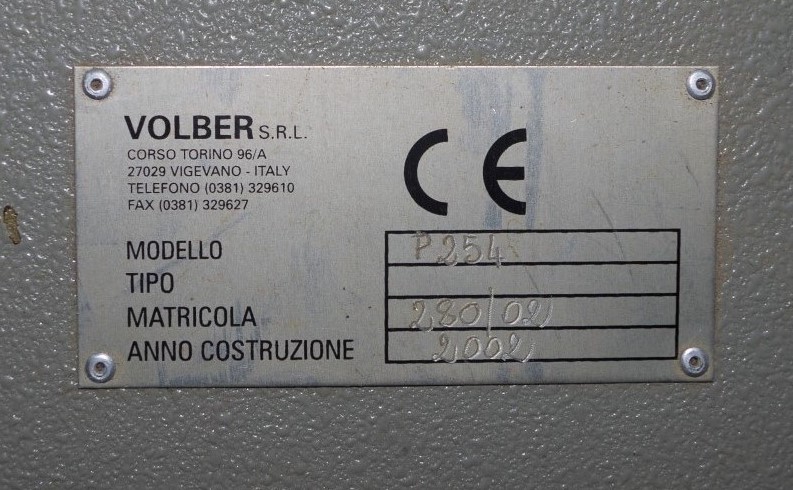 VOLBER S.R.L.
CORSO TORINO 96/A
27029 VIGEVANO - ITALY
TELEFONO (0381) 329610
FAX (0381) 329627
CE
MODELLO P254
TIPO
MATRICOLA 280/02
ANNO COSTRUZIONE 2002